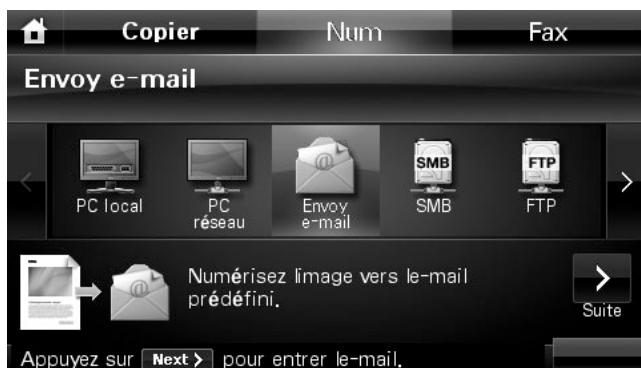 Copier Num Fax
Envoy e-mail
PC local
PC
réseau
Envoy
e-mail
SMB
SMB
FTP
FTP
Numérisez limage vers le-mail
prédéfini.
Suite
Appuyez sur Next > pour entrer le-mail.